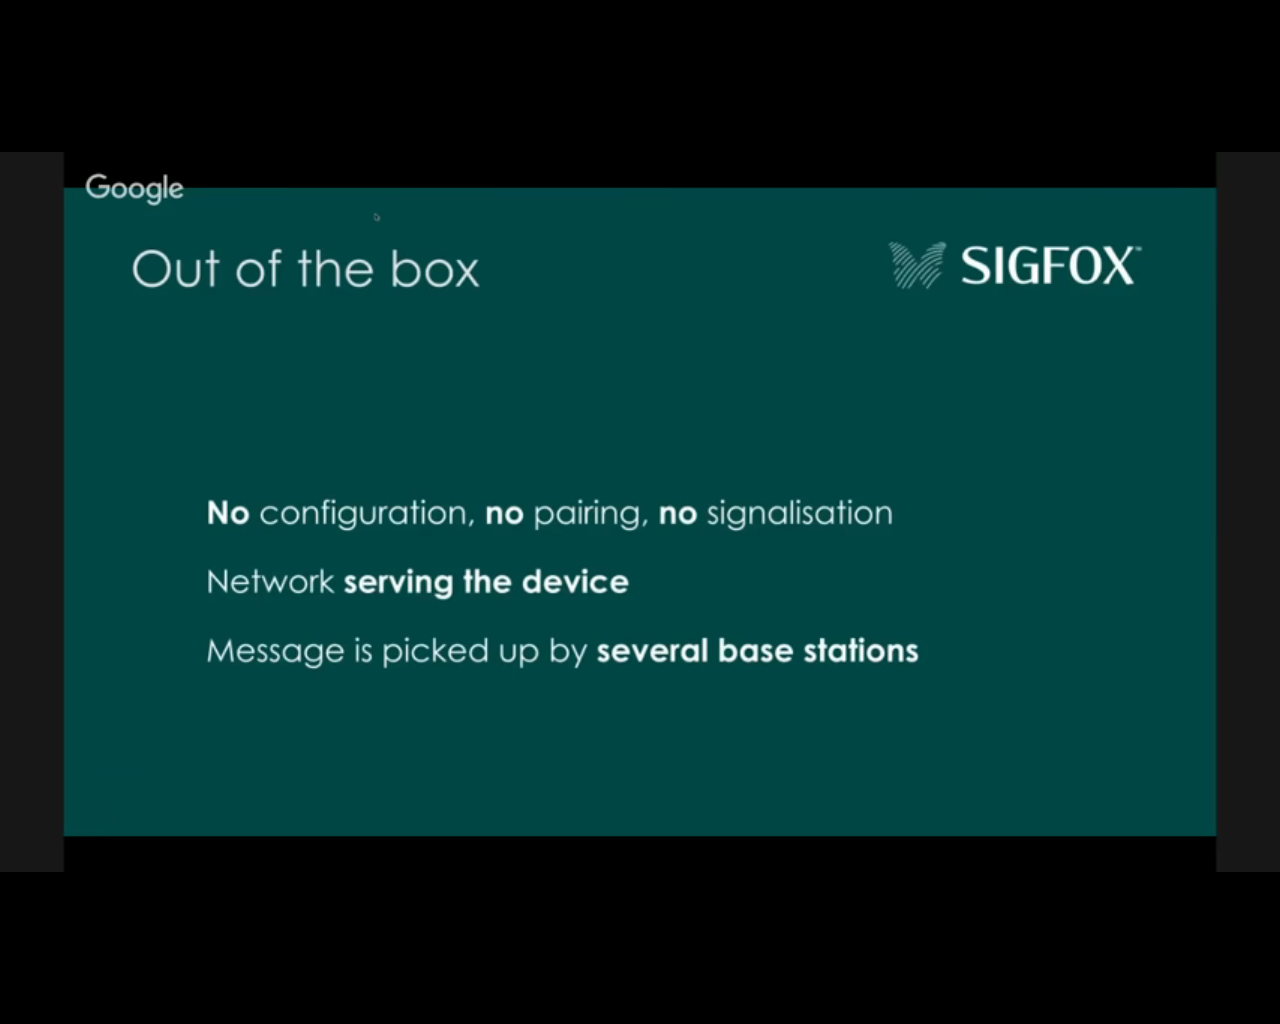 Google
Out of the box
SIGFOX™
No configuration, no pairing, no signalisation
Network serving the device
Message is picked up by several base stations